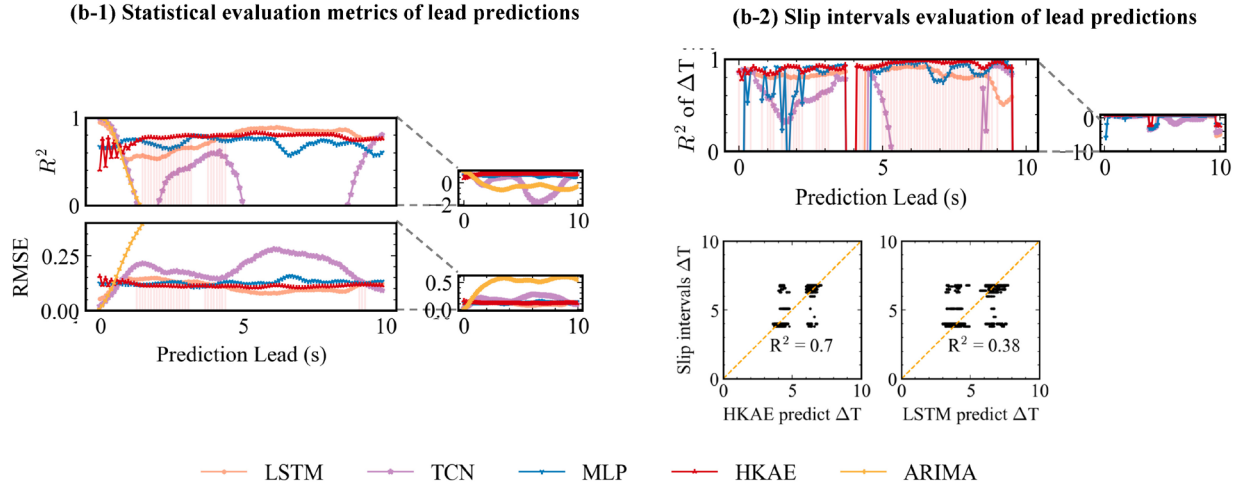 (b-1) Statistical evaluation metrics of lead predictions
R²
1
0
0
−2
0
10
RMSE
0.25
0.00
0.5
0.0
0
5
10
0
10
Prediction Lead (s)
(b-2) Slip intervals evaluation of lead predictions
R² of ΔT
1
0
0
5
10
Prediction Lead (s)
0
−10
0
10
Slip intervals ΔT
10
5
0
R² = 0.7
0
5
10
HKAE predict ΔT
10
5
0
R² = 0.38
0
5
10
LSTM predict ΔT
LSTM
TCN
MLP
HKAE
ARIMA